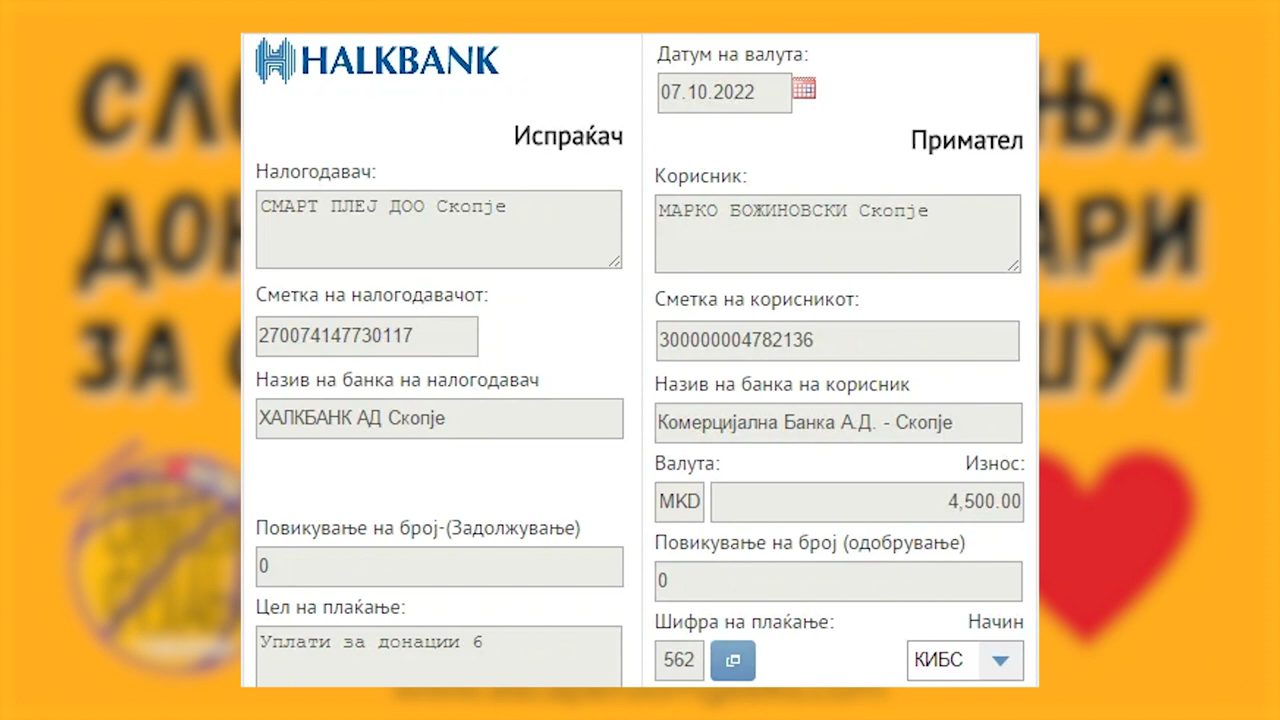 HALKBANK
Испраќач
Налогодавач:
СМАРТ ПЛЕЈ ДОО Скопје
Сметка на налогодавачот:
270074147730117
Назив на банка на налогодавач
ХАЛКБАНК АД Скопје
Повикување на број-(Задолжување)
0
Цел на плаќање:
Уплати за донации 6
Датум на валута:
07.10.2022
Примател
Корисник:
МАРКО БОЖИНОВСКИ Скопје
Сметка на корисникот:
300000004782136
Назив на банка на корисник
Комерцијална Банка А.Д. - Скопје
Валута: Износ:
MKD 4,500.00
Повикување на број (одобрување)
0
Шифра на плаќање: Начин
562 КИБС
ЗА